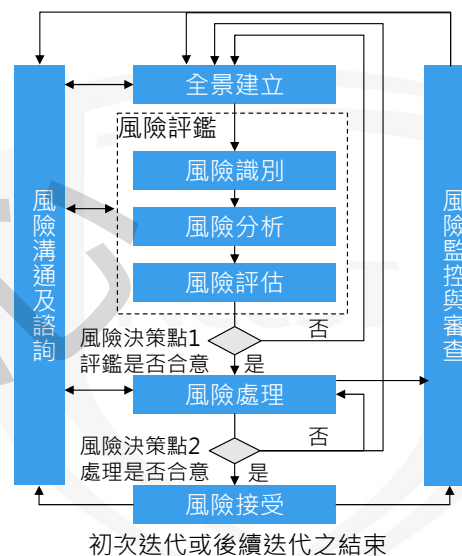 全景建立
風險評鑑
風險識別
風險分析
風險評估
風險決策點1
評鑑是否合意
否
是
風險處理
風險決策點2
處理是否合意
否
是
風險接受
風險溝通及諮詢
風險監控與審查
初次迭代或後續迭代之結束